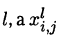 l, a x^l_{i,j}